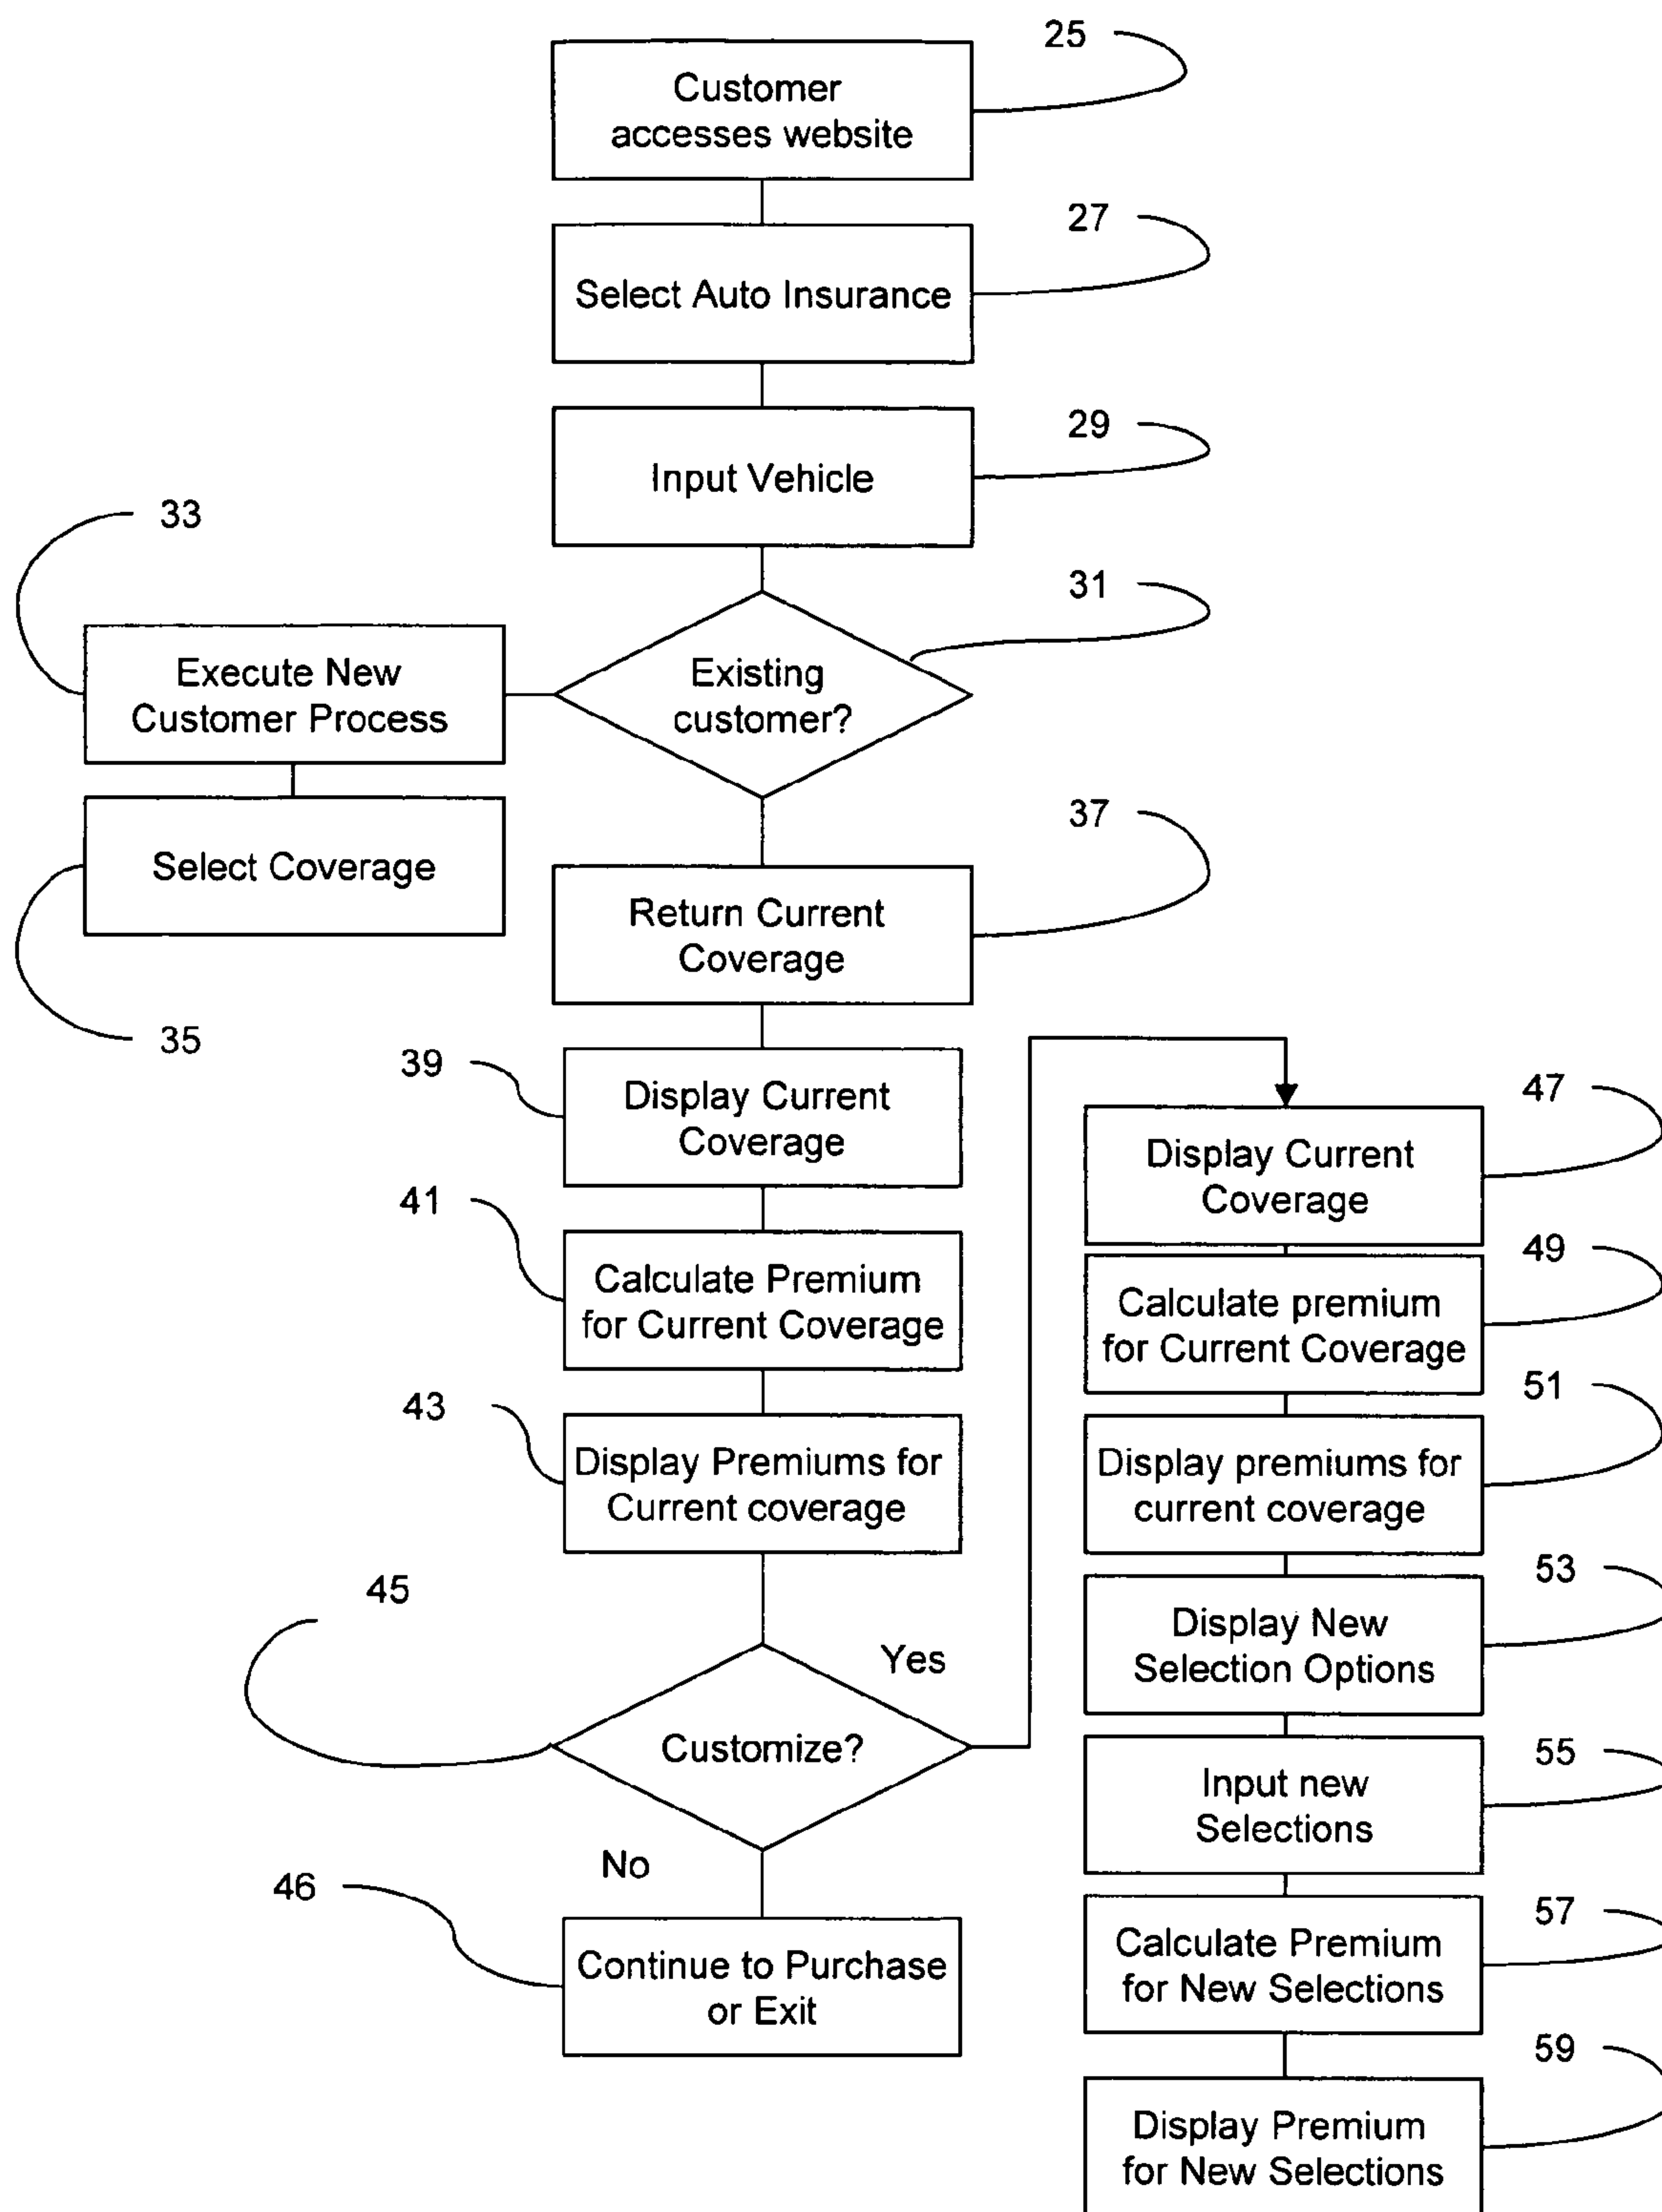 25
Customer
accesses website
27
Select Auto Insurance
29
Input Vehicle
33
31
Execute New
Customer Process
Existing
customer?
37
Select Coverage
Return Current
Coverage
35
39
Display Current
Coverage
47
Display Current
Coverage
41
Calculate Premium
for Current Coverage
49
Calculate premium
for Current Coverage
43
Display Premiums for
Current coverage
51
Display premiums for
current coverage
45
53
Display New
Selection Options
Yes
Customize?
55
Input new
Selections
No
46
Continue to Purchase
or Exit
57
Calculate Premium
for New Selections
59
Display Premium
for New Selections